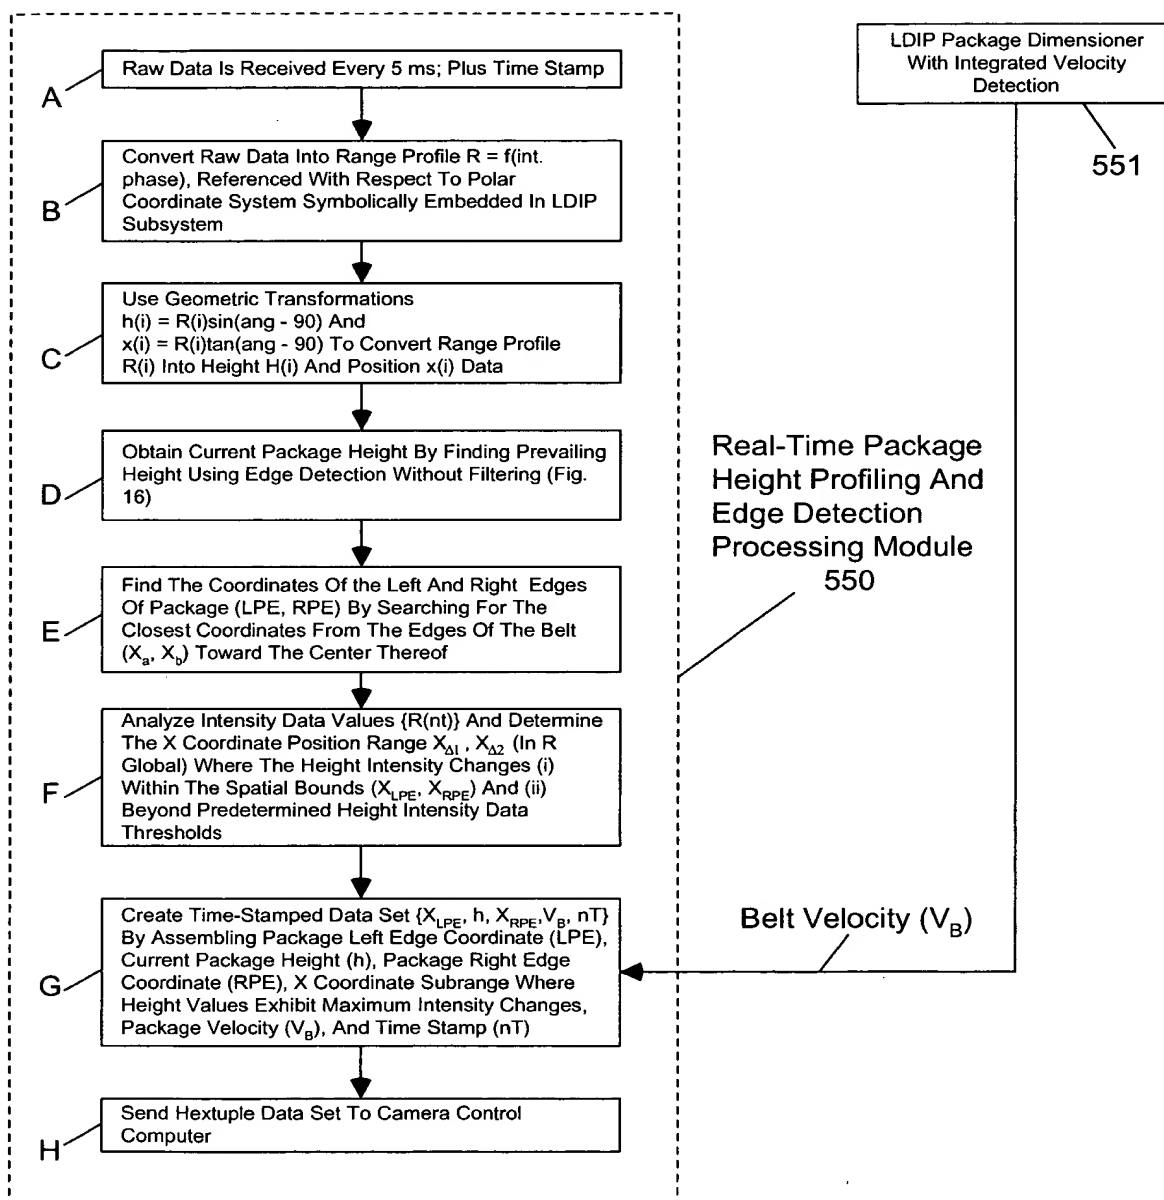 A
Raw Data Is Received Every 5 ms; Plus Time Stamp
B
Convert Raw Data Into Range Profile R = f(int.
phase), Referenced With Respect To Polar
Coordinate System Symbolically Embedded In LDIP
Subsystem
C
Use Geometric Transformations
h(i) = R(i)sin(ang - 90) And
x(i) = R(i)tan(ang - 90) To Convert Range Profile
R(i) Into Height H(i) And Position x(i) Data
D
Obtain Current Package Height By Finding Prevailing
Height Using Edge Detection Without Filtering (Fig.
16)
E
Find The Coordinates Of the Left And Right Edges
Of Package (LPE, RPE) By Searching For The
Closest Coordinates From The Edges Of The Belt
(Xa, Xb) Toward The Center Thereof
F
Analyze Intensity Data Values {R(nt)} And Determine
The X Coordinate Position Range XΔ1 , XΔ2 (In R
Global) Where The Height Intensity Changes (i)
Within The Spatial Bounds (XLPE, XRPE) And (ii)
Beyond Predetermined Height Intensity Data
Thresholds
G
Create Time-Stamped Data Set {XLPE, h, XRPE,VB, nT}
By Assembling Package Left Edge Coordinate (LPE),
Current Package Height (h), Package Right Edge
Coordinate (RPE), X Coordinate Subrange Where
Height Values Exhibit Maximum Intensity Changes,
Package Velocity (VB), And Time Stamp (nT)
H
Send Hextuple Data Set To Camera Control
Computer
LDIP Package Dimensioner
With Integrated Velocity
Detection
551
Real-Time Package
Height Profiling And
Edge Detection
Processing Module
550
Belt Velocity (VB)